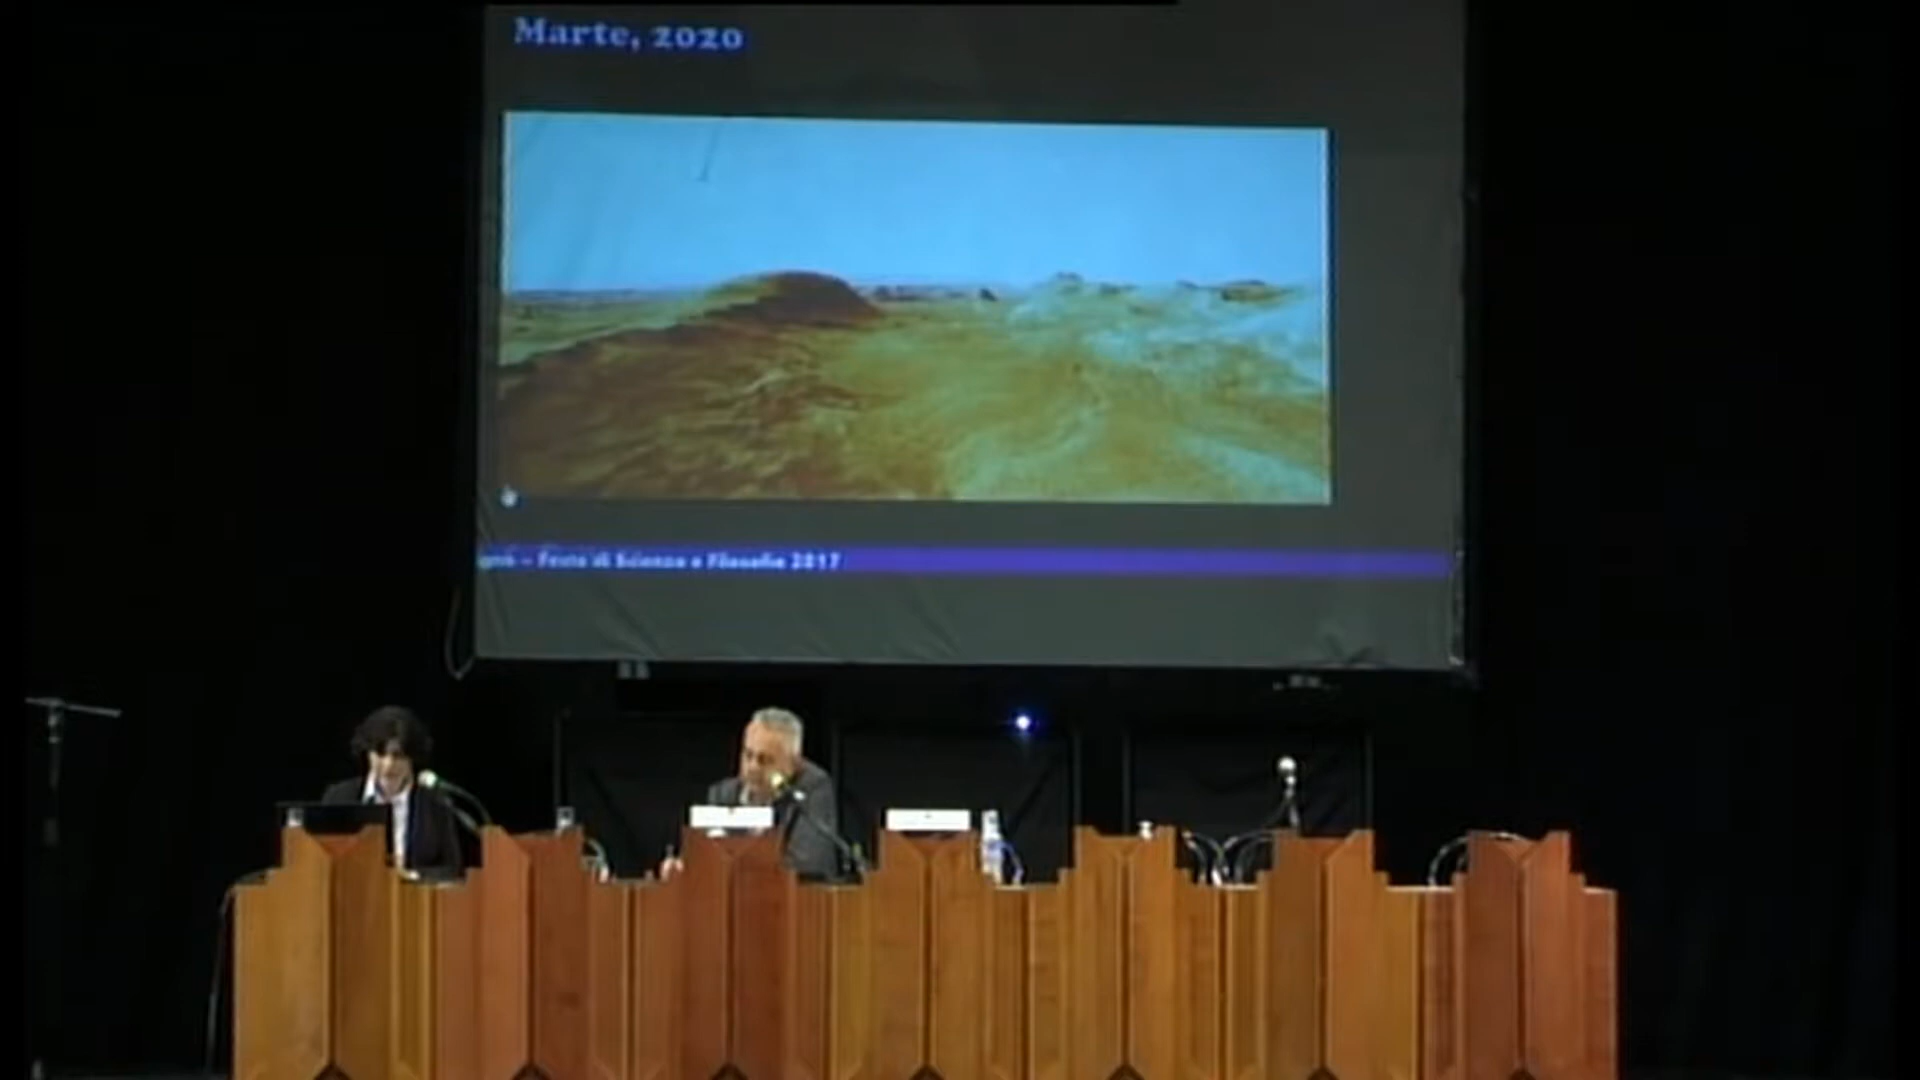 Marte, 2020
– Festa di Scienza e Filosofia 2017